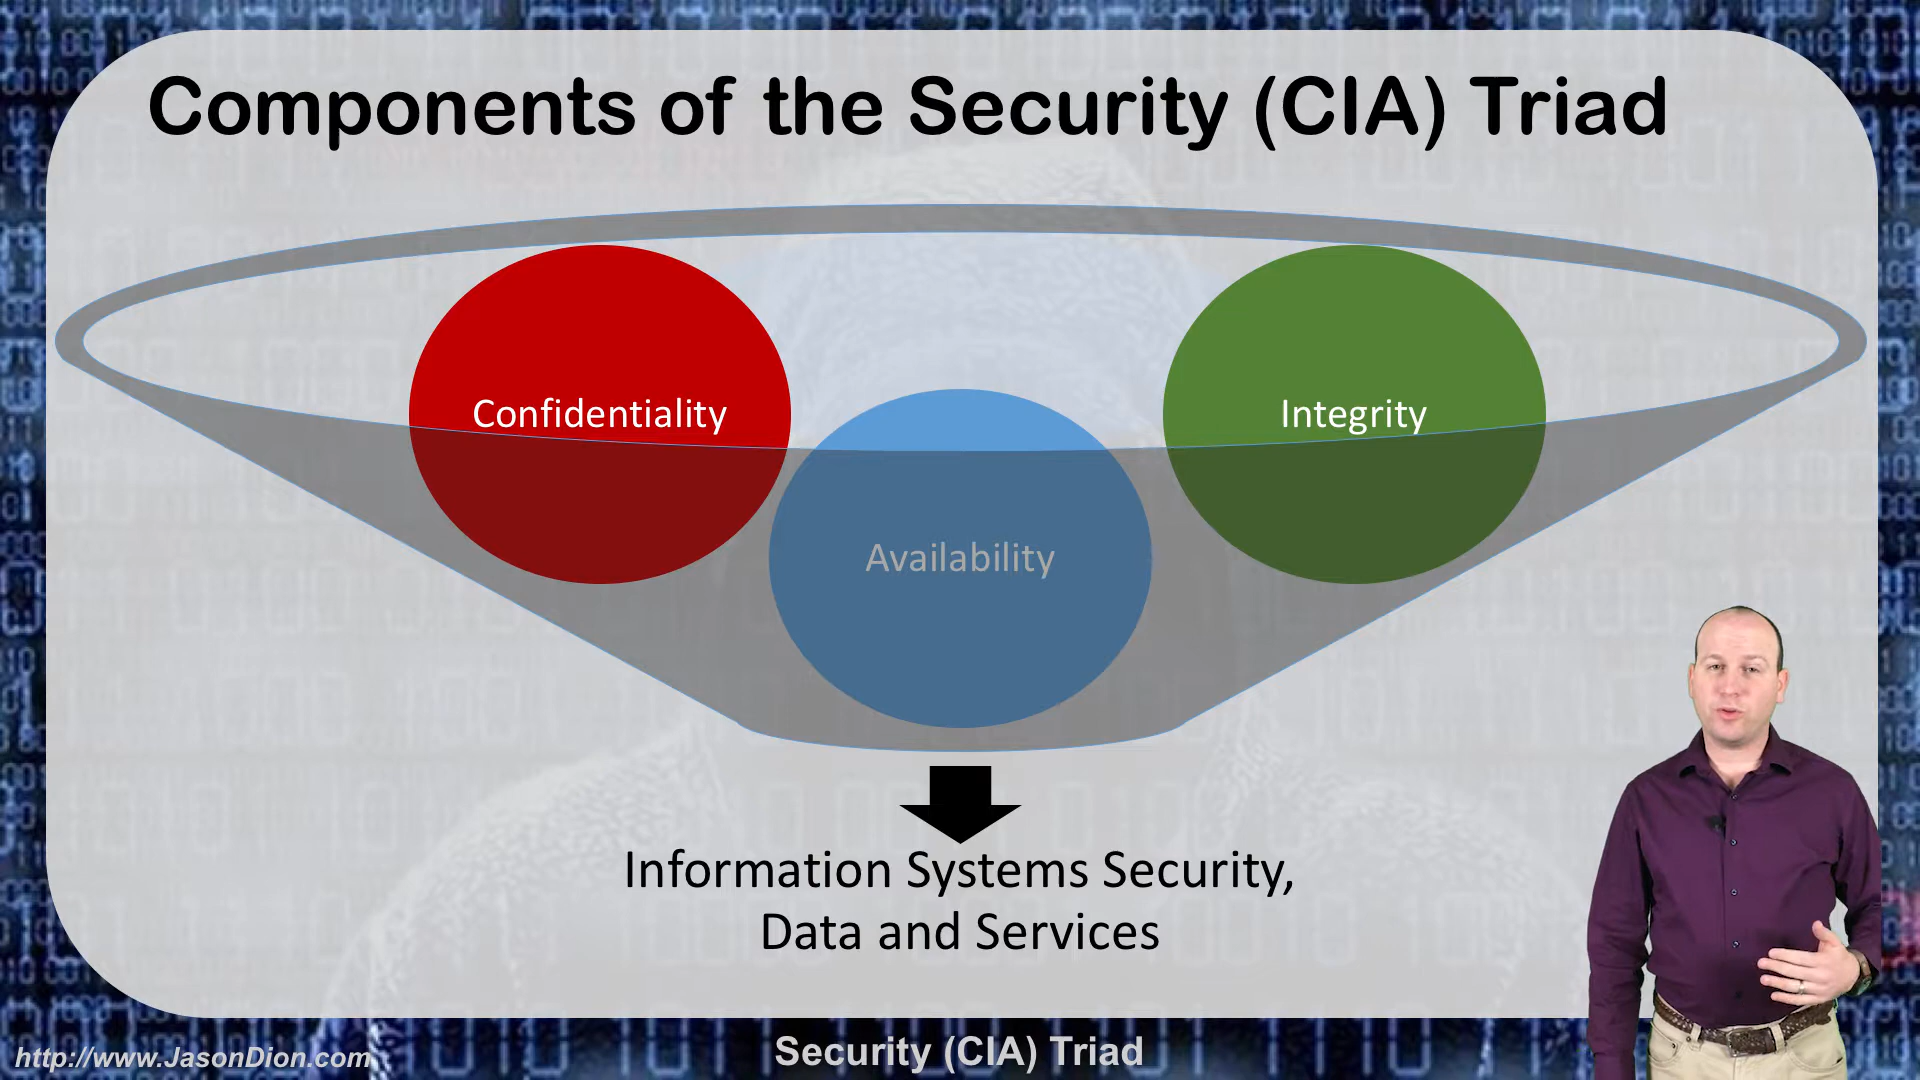 Components of the Security (CIA) Triad
Confidentiality
Integrity
Availability
Information Systems Security,
Data and Services
http://www.JasonDion.com
Security (CIA) Triad